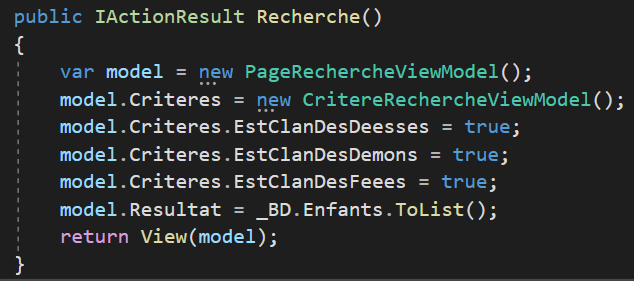 public IActionResult Recherche()
{
var model = new PageRechercheViewModel();
model.Criteres = new CritereRechercheViewModel();
model.Criteres.EstClanDesDeesses = true;
model.Criteres.EstClanDesDemons = true;
model.Criteres.EstClanDesFeees = true;
model.Resultat = _BD.Enfants.ToList();
return View(model);
}